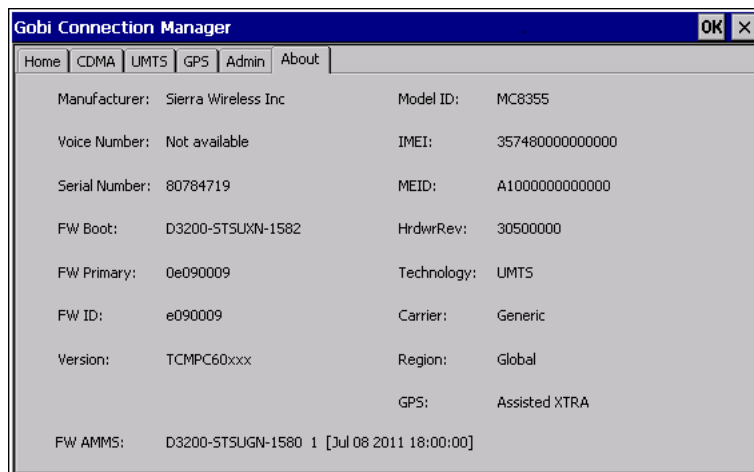 Gobi Connection Manager OK ×
Home CDMA UMTS GPS Admin About
Manufacturer: Sierra Wireless Inc Model ID: MC8355
Voice Number: Not available IMEI: 357480000000000
Serial Number: 80784719 MEID: A1000000000000
FW Boot: D3200-STSUXN-1582 HrdwrRev: 30500000
FW Primary: 0e090009 Technology: UMTS
FW ID: e090009 Carrier: Generic
Version: TCMPC60xxx Region: Global
GPS: Assisted XTRA
FW AMMS: D3200-STSUGN-1580 1 [Jul 08 2011 18:00:00]